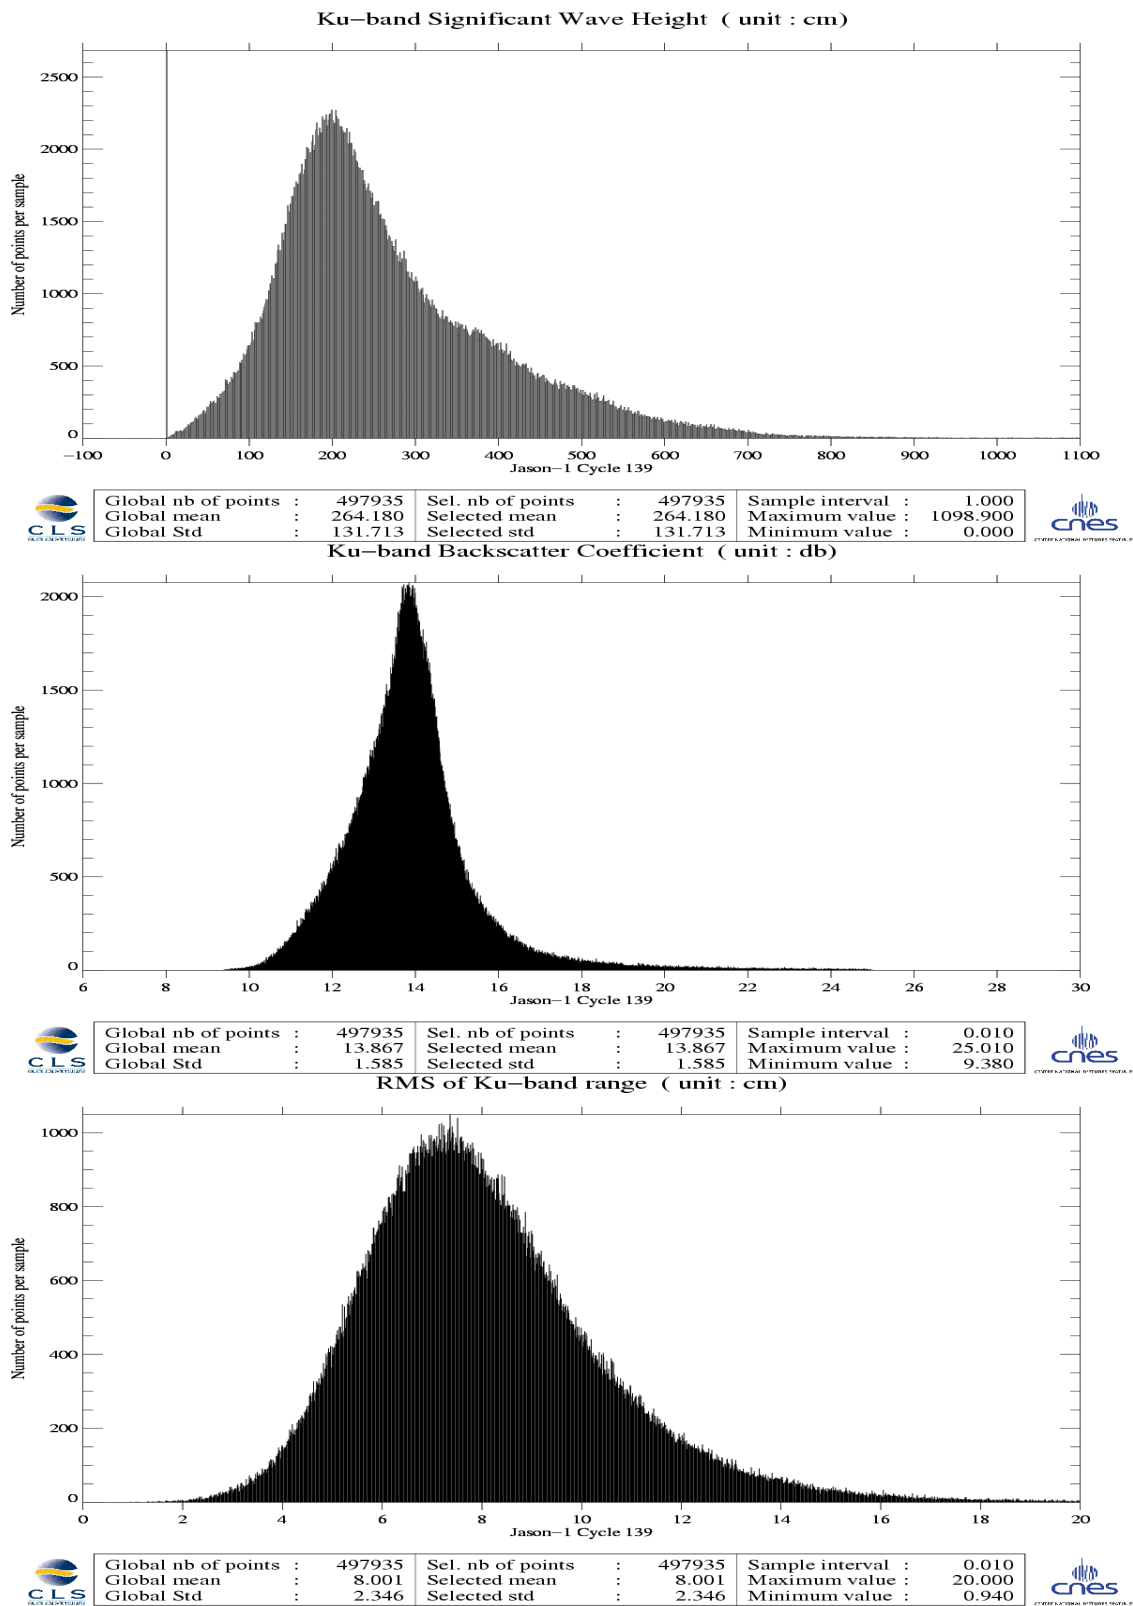 Ku-band Significant Wave Height ( unit : cm)
Number of points per sample
2500
2000
1500
1000
500
0
-100 0 100 200 300 400 500 600 700 800 900 1000 1100
Jason-1 Cycle 139
Global nb of points : 497935 Sel. nb of points : 497935 Sample interval : 1.000
Global mean : 264.180 Selected mean : 264.180 Maximum value : 1098.900
Global Std : 131.713 Selected std : 131.713 Minimum value : 0.000
CLS
cnes
Ku-band Backscatter Coefficient ( unit : db)
Number of points per sample
2000
1500
1000
500
0
6 8 10 12 14 16 18 20 22 24 26 28 30
Jason-1 Cycle 139
Global nb of points : 497935 Sel. nb of points : 497935 Sample interval : 0.010
Global mean : 13.867 Selected mean : 13.867 Maximum value : 25.010
Global Std : 1.585 Selected std : 1.585 Minimum value : 9.380
CLS
cnes
RMS of Ku-band range ( unit : cm)
Number of points per sample
1000
800
600
400
200
0
0 2 4 6 8 10 12 14 16 18 20
Jason-1 Cycle 139
Global nb of points : 497935 Sel. nb of points : 497935 Sample interval : 0.010
Global mean : 8.001 Selected mean : 8.001 Maximum value : 20.000
Global Std : 2.346 Selected std : 2.346 Minimum value : 0.940
CLS
cnes